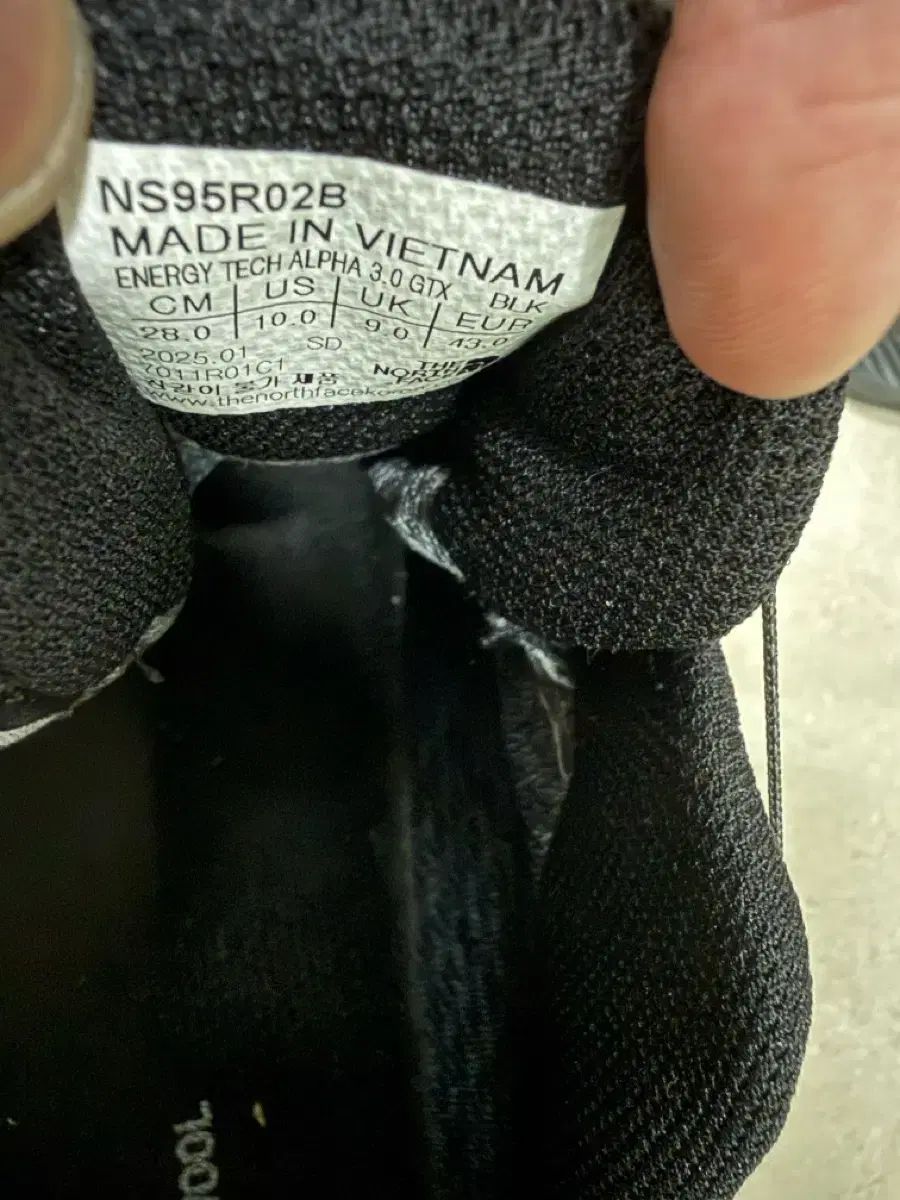 NS95R02B
MADE IN VIETNAM
ENERGY TECH ALPHA 3.0 GTX BLK
CM US UK EUR
28.0 10.0 9.0 43.0
2025.01 SD
7011R01C1
THE NORTH FACE
www.thenorthfaceko